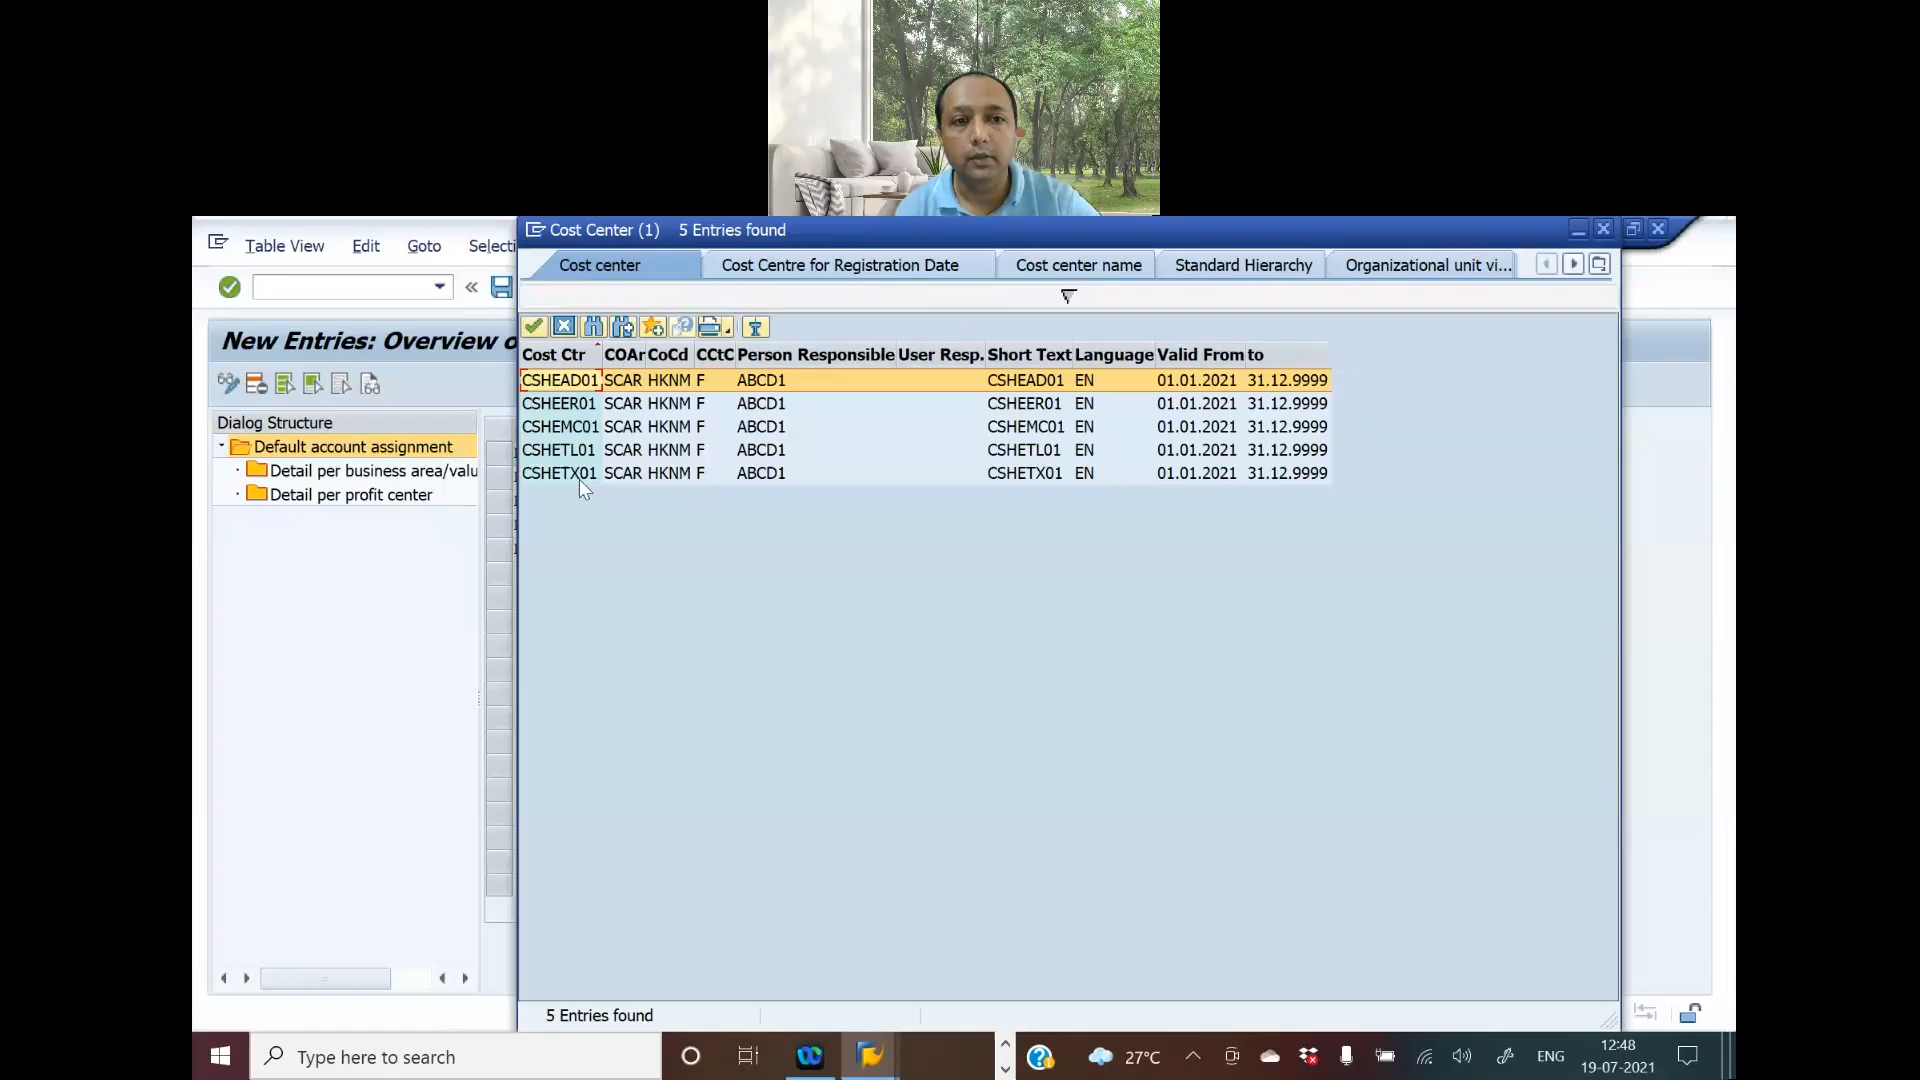 Table View Edit Goto Selecti
New Entries: Overview o
Dialog Structure
Default account assignment
Detail per business area/valu
Detail per profit center
Cost Center (1) 5 Entries found
Cost center Cost Centre for Registration Date Cost center name Standard Hierarchy Organizational unit vi...
Cost Ctr COAr CoCd CCtC Person Responsible User Resp. Short Text Language Valid From to
CSHEAD01 SCAR HKNM F ABCD1 CSHEAD01 EN 01.01.2021 31.12.9999
CSHEER01 SCAR HKNM F ABCD1 CSHEER01 EN 01.01.2021 31.12.9999
CSHEMC01 SCAR HKNM F ABCD1 CSHEMC01 EN 01.01.2021 31.12.9999
CSHETL01 SCAR HKNM F ABCD1 CSHETL01 EN 01.01.2021 31.12.9999
CSHETX01 SCAR HKNM F ABCD1 CSHETX01 EN 01.01.2021 31.12.9999
5 Entries found
Type here to search
27°C
ENG
12:48
19-07-2021